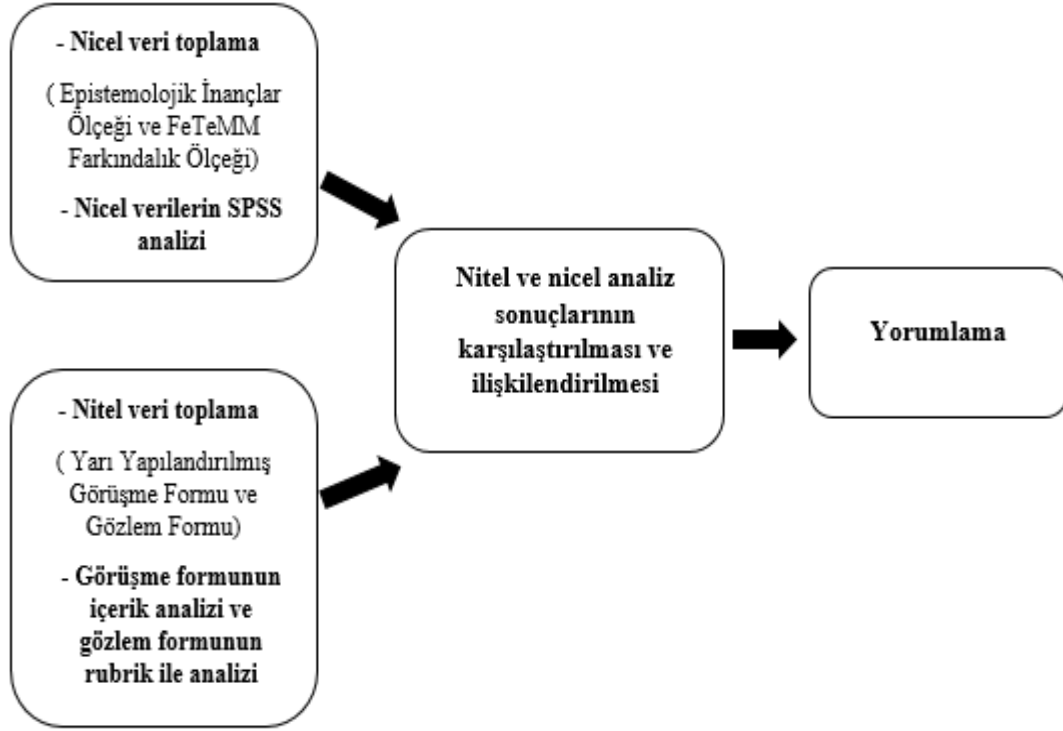 - Nicel veri toplama
( Epistemolojik İnançlar
Ölçeği ve FeTeMM
Farkındalık Ölçeği)
- Nicel verilerin SPSS
analizi
- Nitel veri toplama
( Yarı Yapılandırılmış
Görüşme Formu ve
Gözlem Formu)
- Görüşme formunun
içerik analizi ve
gözlem formunun
rubrik ile analizi
Nitel ve nicel analiz
sonuçlarının
karşılaştırılması ve
ilişkilendirilmesi
Yorumlama